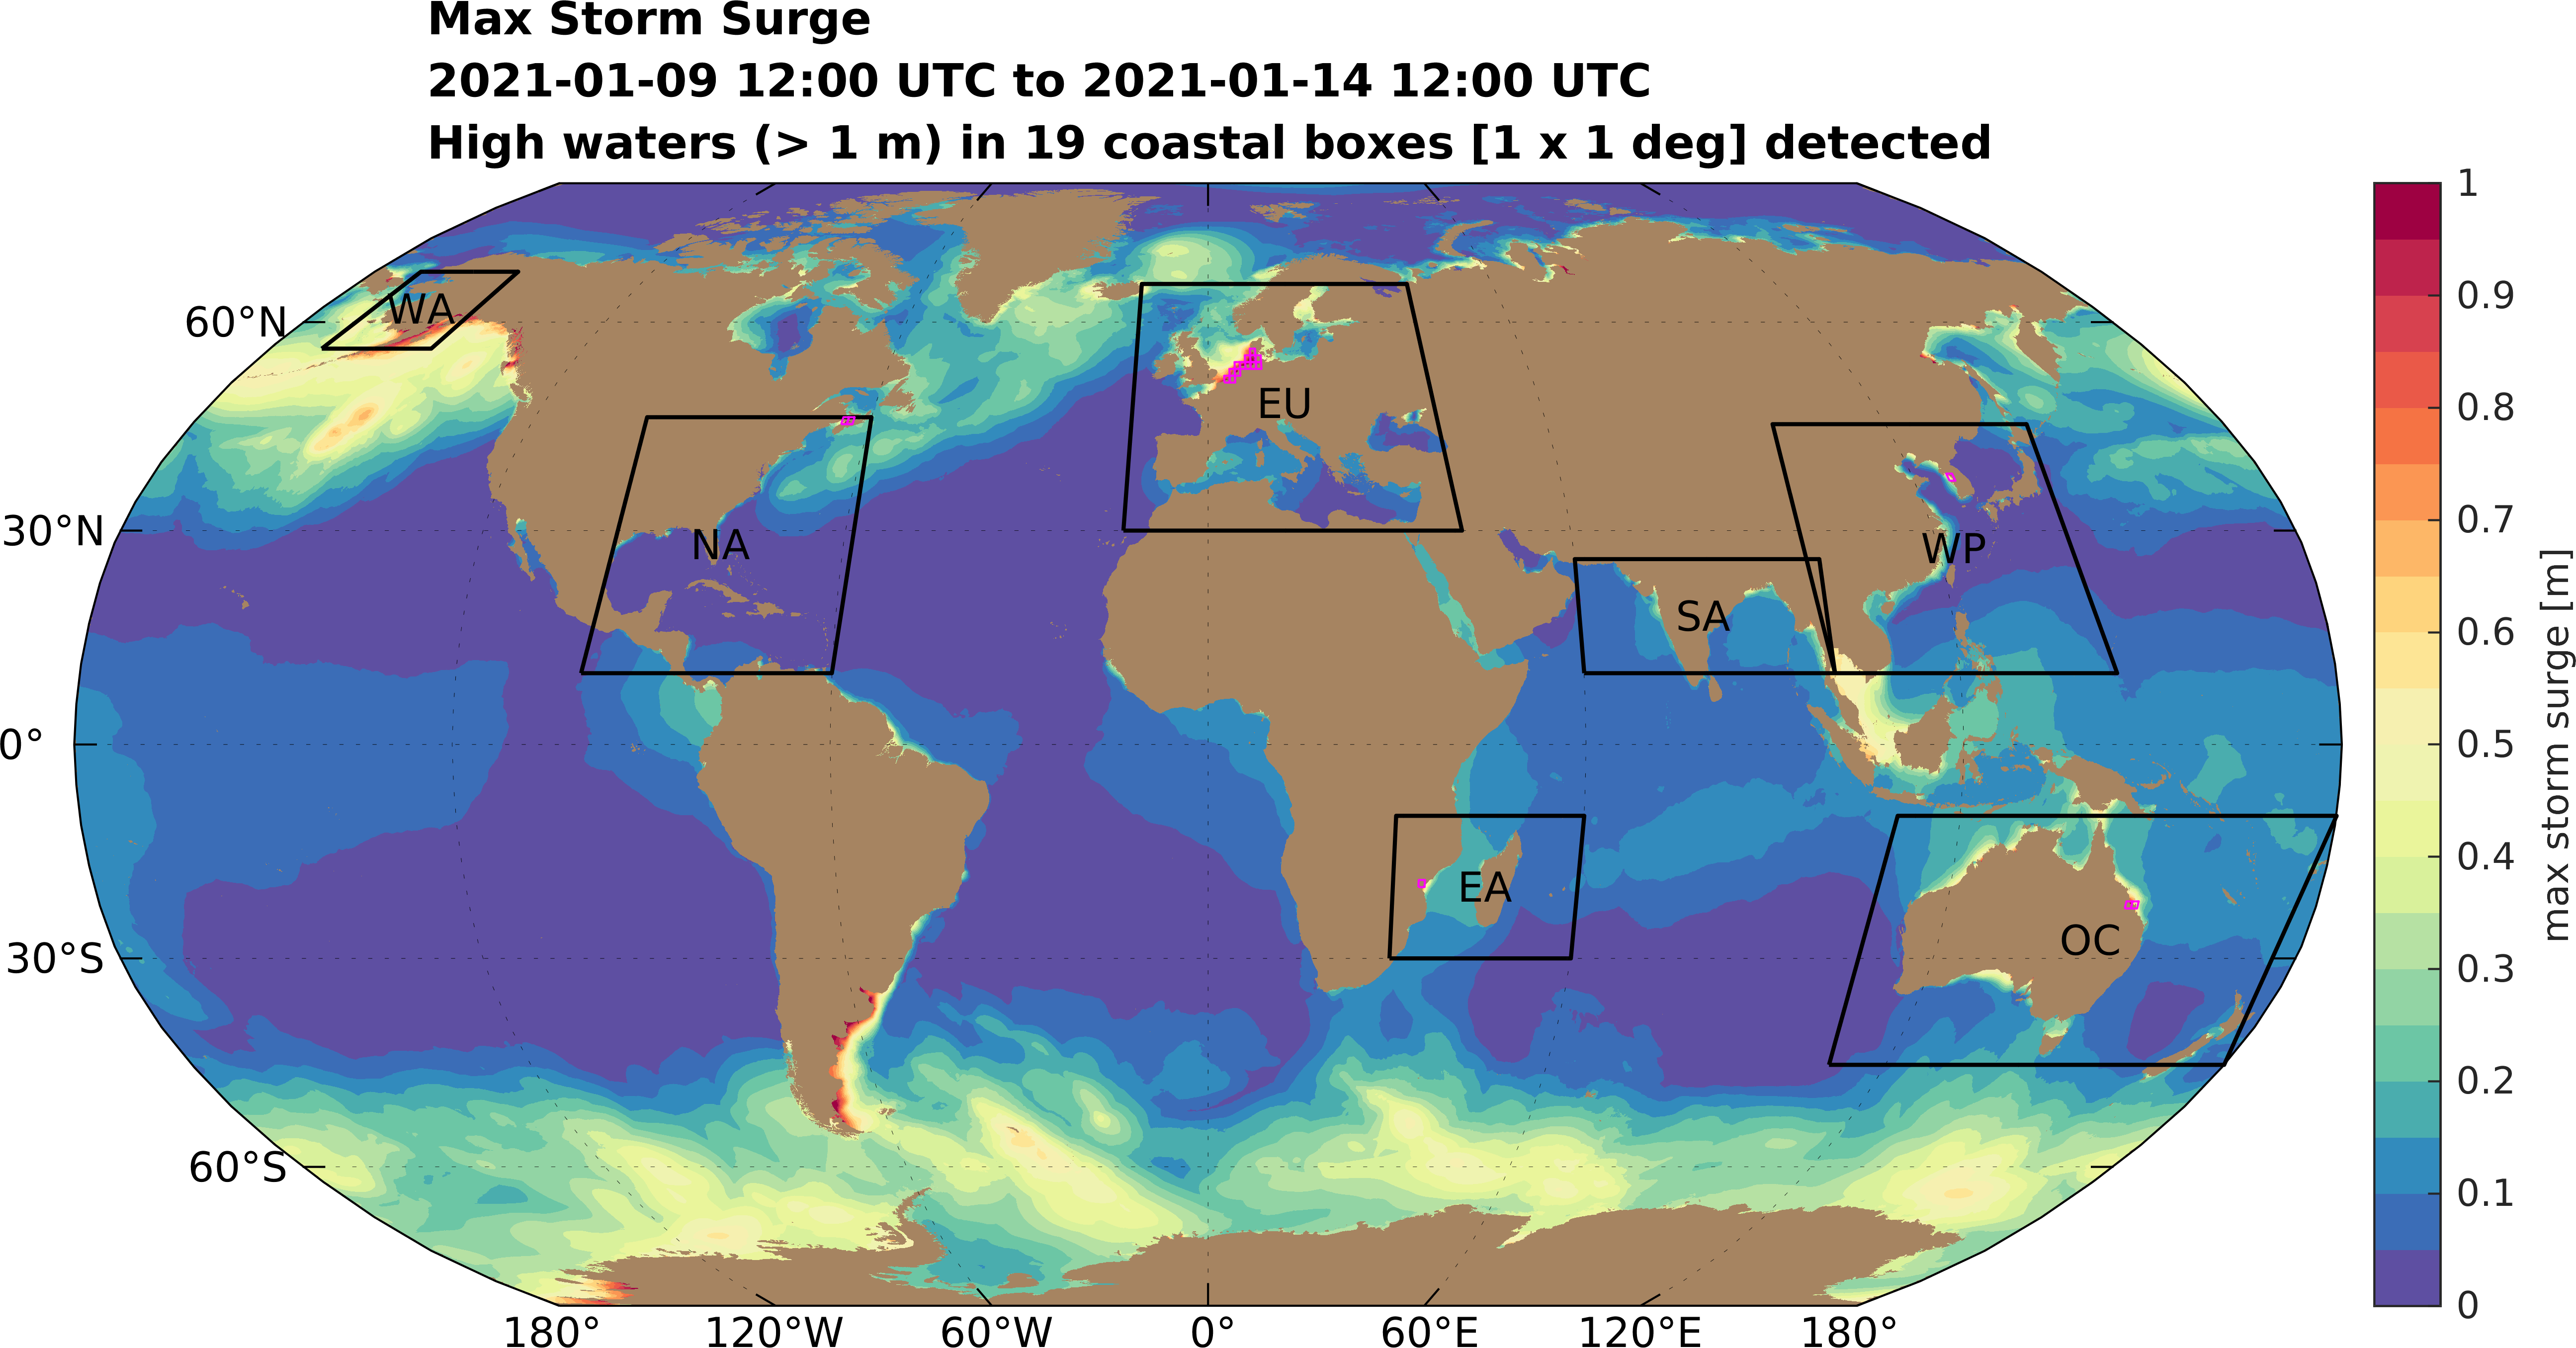 Max Storm Surge
2021-01-09 12:00 UTC to 2021-01-14 12:00 UTC
High waters (> 1 m) in 19 coastal boxes [1 x 1 deg] detected
60°N
30°N
0°
30°S
60°S
WA
NA
EU
SA
WP
EA
OC
180°
120°W
60°W
0°
60°E
120°E
180°
1
0.9
0.8
0.7
0.6
0.5
0.4
0.3
0.2
0.1
0
max storm surge [m]